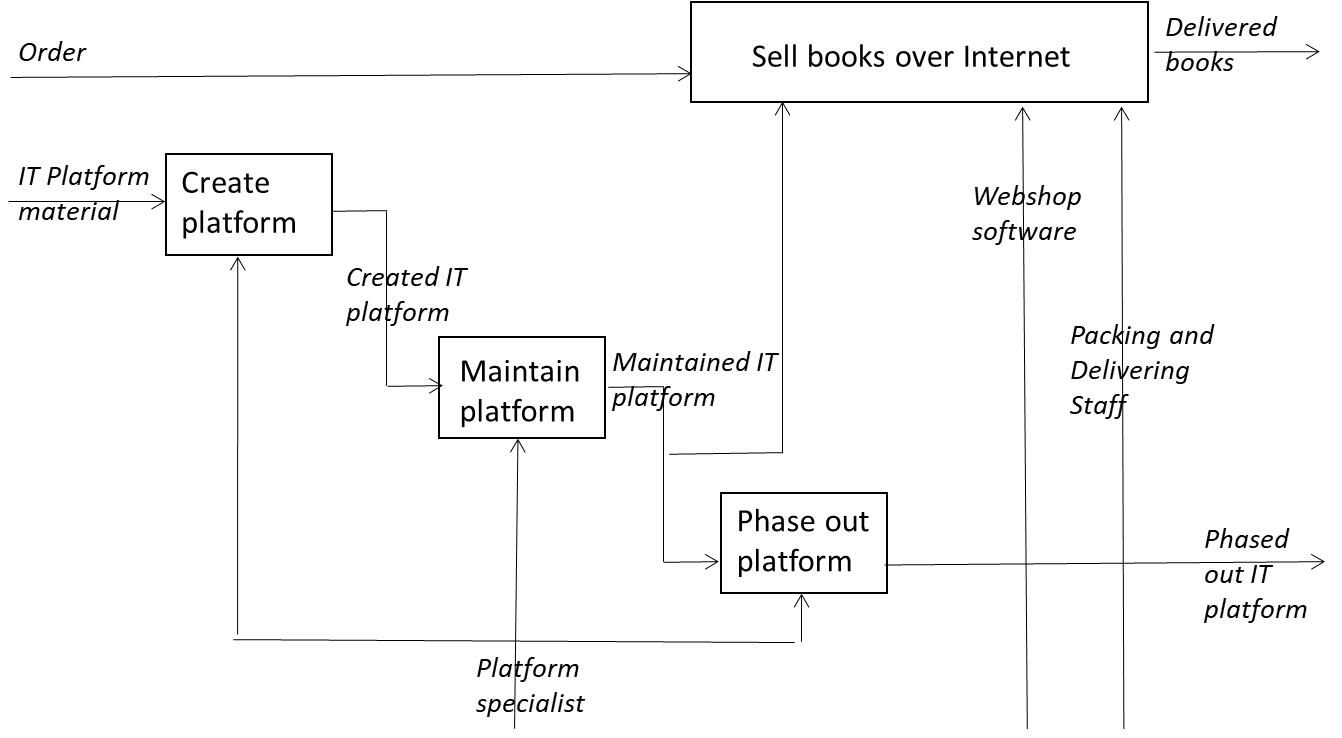 Order
Sell books over Internet
Delivered
books
IT Platform
material
Create
platform
Webshop
software
Created IT
platform
Maintain
platform
Maintained IT
platform
Packing and
Delivering
Staff
Phase out
platform
Phased
out IT
platform
Platform
specialist